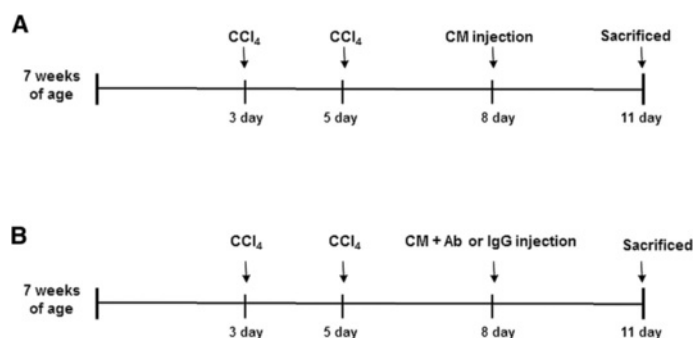 A
CCl₄ CCl₄ CM injection Sacrificed
7 weeks
of age
3 day 5 day 8 day 11 day
B
CCl₄ CCl₄ CM + Ab or IgG injection Sacrificed
7 weeks
of age
3 day 5 day 8 day 11 day